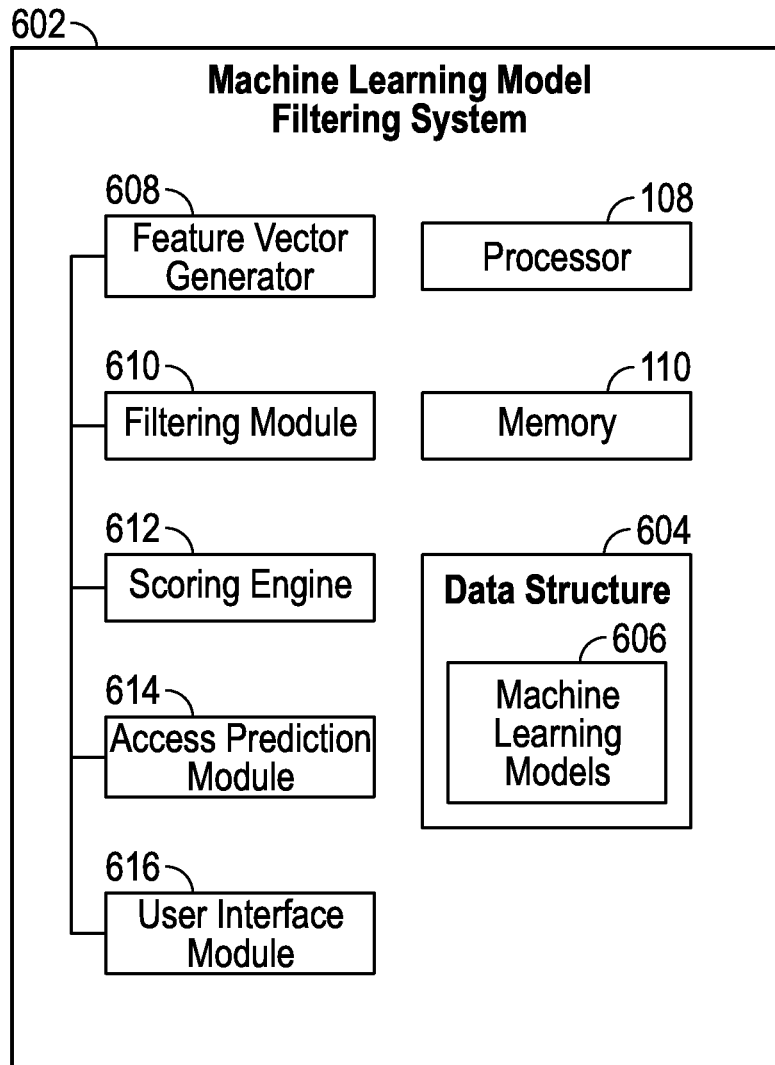 602
Machine Learning Model
Filtering System
608
Feature Vector
Generator
108
Processor
610
Filtering Module
110
Memory
612
Scoring Engine
604
Data Structure
606
Machine
Learning
Models
614
Access Prediction
Module
616
User Interface
Module